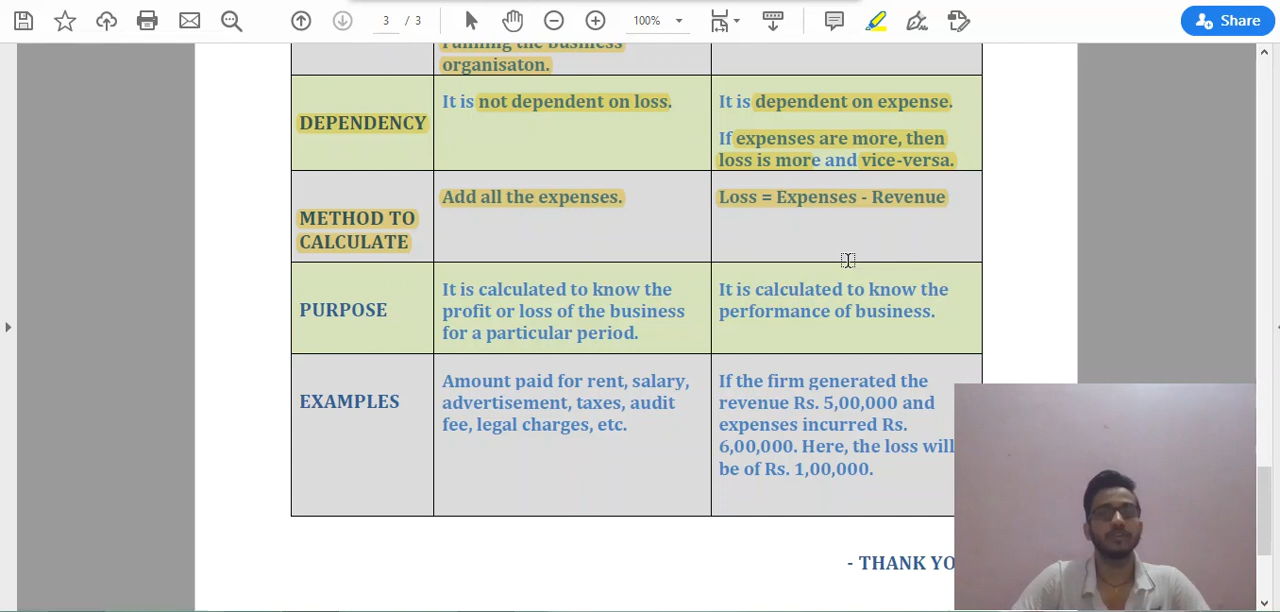 3 / 3
100%
Share
running the business
organisaton.
DEPENDENCY
It is not dependent on loss.
It is dependent on expense.
If expenses are more, then
loss is more and vice-versa.
METHOD TO
CALCULATE
Add all the expenses.
Loss = Expenses - Revenue
PURPOSE
It is calculated to know the
profit or loss of the business
for a particular period.
It is calculated to know the
performance of business.
EXAMPLES
Amount paid for rent, salary,
advertisement, taxes, audit
fee, legal charges, etc.
If the firm generated the
revenue Rs. 5,00,000 and
expenses incurred Rs.
6,00,000. Here, the loss will
be of Rs. 1,00,000.
- THANK YO